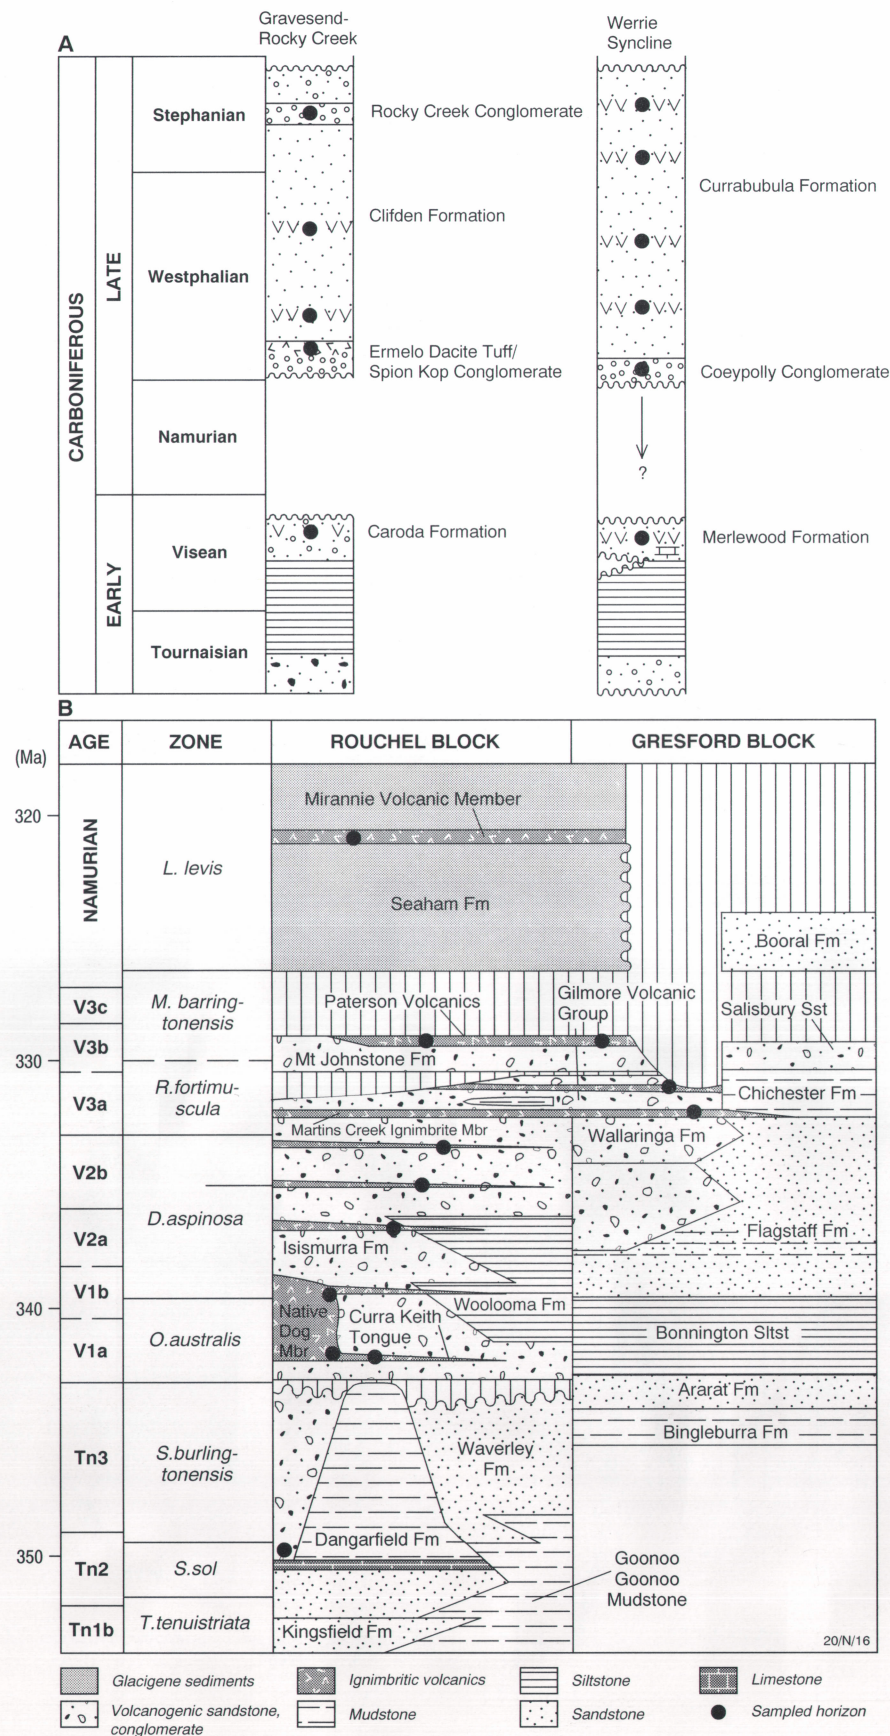 A
Gravesend-
Rocky Creek
Werrie
Syncline
CARBONIFEROUS
LATE
EARLY
Stephanian
Westphalian
Namurian
Visean
Tournaisian
Rocky Creek Conglomerate
Clifden Formation
Ermelo Dacite Tuff/
Spion Kop Conglomerate
Caroda Formation
Currabubula Formation
Coeypolly Conglomerate
?
Merlewood Formation
B
(Ma)
AGE
ZONE
ROUCHEL BLOCK
GRESFORD BLOCK
320
330
340
350
NAMURIAN
V3c
V3b
V3a
V2b
V2a
V1b
V1a
Tn3
Tn2
Tn1b
L. levis
M. barring-
tonensis
R.fortimu-
scula
D.aspinosa
O.australis
S.burling-
tonensis
S.sol
T.tenuistriata
Mirannie Volcanic Member
Seaham Fm
Booral Fm
Paterson Volcanics
Gilmore Volcanic
Group
Salisbury Sst
Mt Johnstone Fm
Chichester Fm
Martins Creek Ignimbrite Mbr
Wallaringa Fm
Flagstaff Fm
Isismurra Fm
Woolooma Fm
Native
Dog
Mbr
Curra Keith
Tongue
Bonnington Sltst
Ararat Fm
Bingleburra Fm
Waverley
Fm
Dangarfield Fm
Goonoo
Goonoo
Mudstone
Kingsfield Fm
20/N/16
Glacigene sediments
Ignimbritic volcanics
Siltstone
Limestone
Volcanogenic sandstone,
conglomerate
Mudstone
Sandstone
Sampled horizon